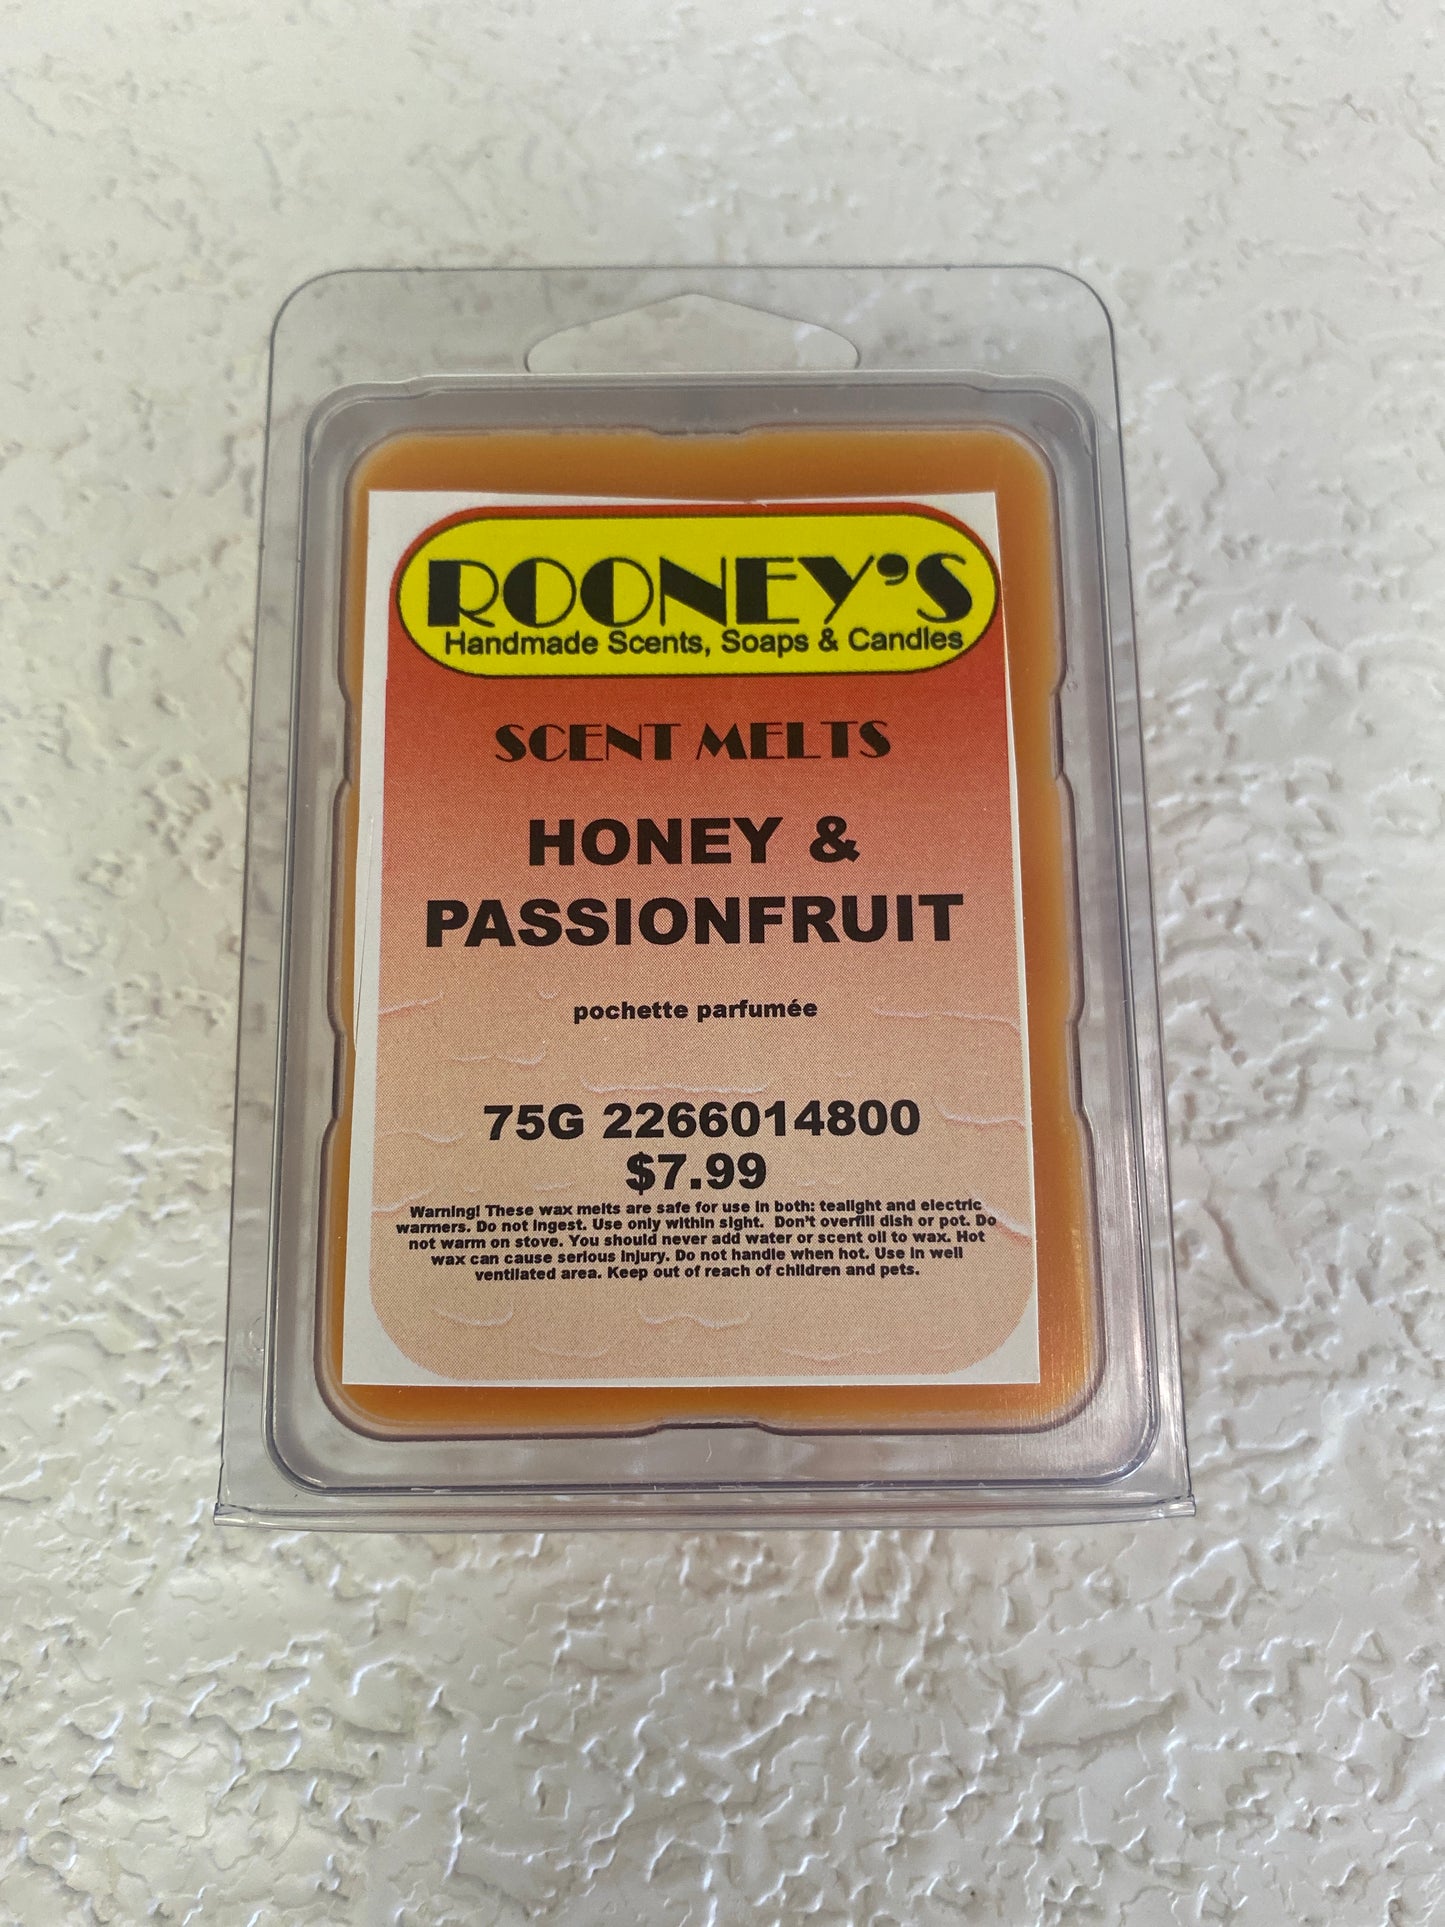 ROONEY'S
Handmade Scents, Soaps & Candles
SCENT MELTS
HONEY &
PASSIONFRUIT
pochette parfumée
75G 2266014800
$7.99
Warning! These wax melts are safe for use in both: tealight and electric
warmers. Do not ingest. Use only within sight. Don't overfill dish or pot. Do
not warm on stove. You should never add water or scent oil to wax. Hot
wax can cause serious injury. Do not handle when hot. Use in well
ventilated area. Keep out of reach of children and pets.